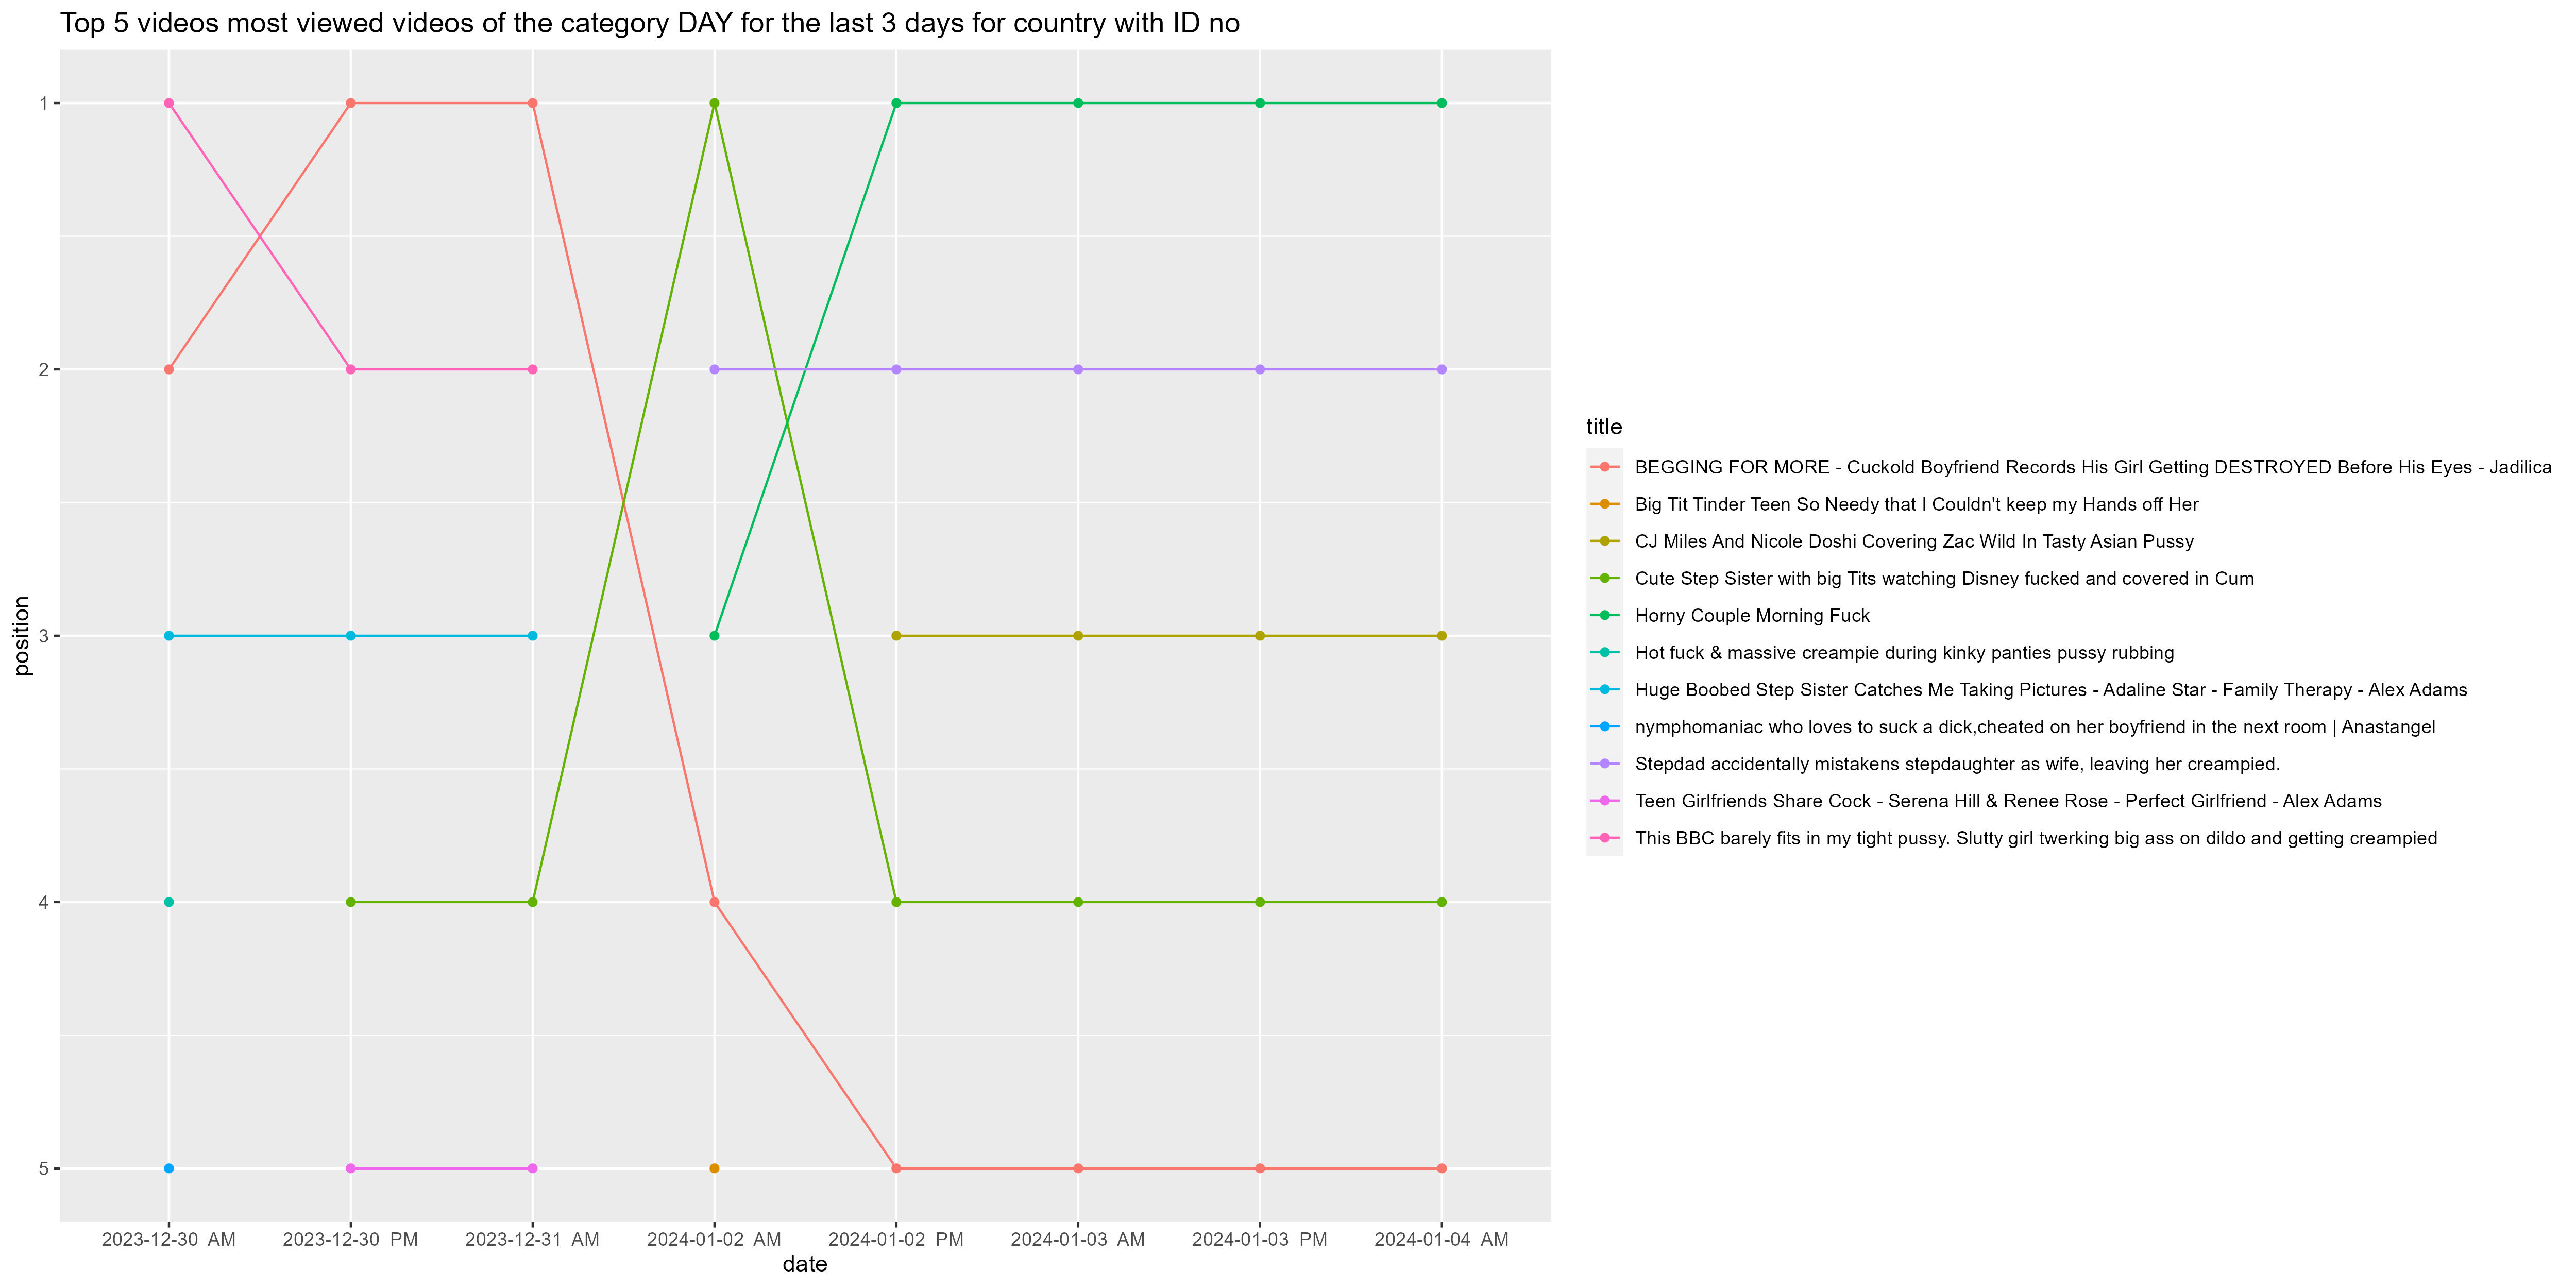 Top 5 videos most viewed videos of the category DAY for the last 3 days for country with ID no
position
1
2
3
4
5
2023-12-30 AM
2023-12-30 PM
2023-12-31 AM
2024-01-02 AM
2024-01-02 PM
2024-01-03 AM
2024-01-03 PM
2024-01-04 AM
date
title
BEGGING FOR MORE - Cuckold Boyfriend Records His Girl Getting DESTROYED Before His Eyes - Jadilica
Big Tit Tinder Teen So Needy that I Couldn't keep my Hands off Her
CJ Miles And Nicole Doshi Covering Zac Wild In Tasty Asian Pussy
Cute Step Sister with big Tits watching Disney fucked and covered in Cum
Horny Couple Morning Fuck
Hot fuck & massive creampie during kinky panties pussy rubbing
Huge Boobed Step Sister Catches Me Taking Pictures - Adaline Star - Family Therapy - Alex Adams
nymphomaniac who loves to suck a dick,cheated on her boyfriend in the next room | Anastangel
Stepdad accidentally mistakens stepdaughter as wife, leaving her creampied.
Teen Girlfriends Share Cock - Serena Hill & Renee Rose - Perfect Girlfriend - Alex Adams
This BBC barely fits in my tight pussy. Slutty girl twerking big ass on dildo and getting creampied